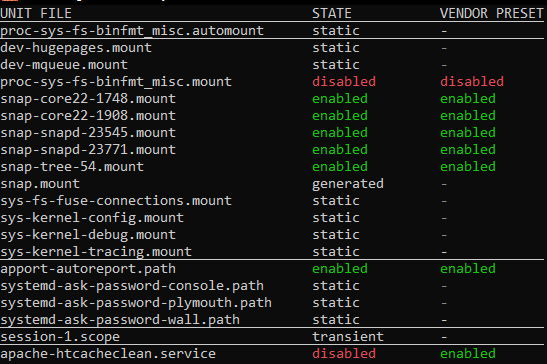 UNIT FILE STATE VENDOR PRESET
proc-sys-fs-binfmt_misc.automount static -
dev-hugepages.mount static -
dev-mqueue.mount static -
proc-sys-fs-binfmt_misc.mount disabled disabled
snap-core22-1748.mount enabled enabled
snap-core22-1908.mount enabled enabled
snap-snapd-23545.mount enabled enabled
snap-snapd-23771.mount enabled enabled
snap-tree-54.mount enabled enabled
snap.mount generated -
sys-fs-fuse-connections.mount static -
sys-kernel-config.mount static -
sys-kernel-debug.mount static -
sys-kernel-tracing.mount static -
apport-autoreport.path enabled enabled
systemd-ask-password-console.path static -
systemd-ask-password-plymouth.path static -
systemd-ask-password-wall.path static -
session-1.scope transient -
apache-htcacheclean.service disabled enabled